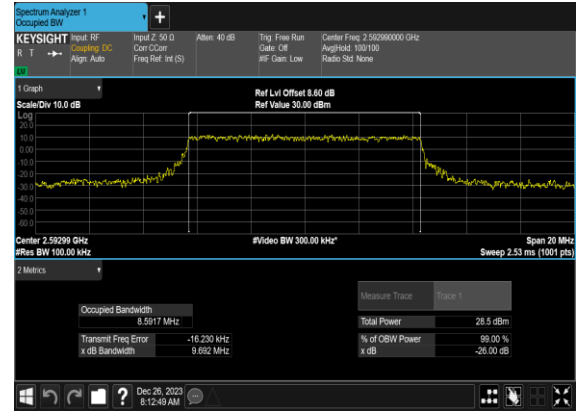 Spectrum Analyzer 1
Occupied BW
KEYSIGHT Input: RF Input Z: 50 Ω Atten: 40 dB Trig: Free Run Center Freq: 2.592990000 GHz
R T Coupling: DC Corr CCorr Gate: Off Avg|Hold: 100/100
Align: Auto Freq Ref: Int (S) #IF Gain: Low Radio Std: None
LV
1 Graph
Ref Lvl Offset 8.60 dB
Scale/Div 10.0 dB Ref Value 30.00 dBm
Log
20.0
10.0
0.00
-10.0
-20.0
-30.0
-40.0
-50.0
-60.0
Center 2.59299 GHz #Video BW 300.00 kHz* Span 20 MHz
#Res BW 100.00 kHz Sweep 2.53 ms (1001 pts)
2 Metrics
Measure Trace Trace 1
Occupied Bandwidth
8.5917 MHz Total Power 28.5 dBm
Transmit Freq Error -16.230 kHz % of OBW Power 99.00 %
x dB Bandwidth 9.692 MHz x dB -26.00 dB
? Dec 26, 2023
8:12:49 AM